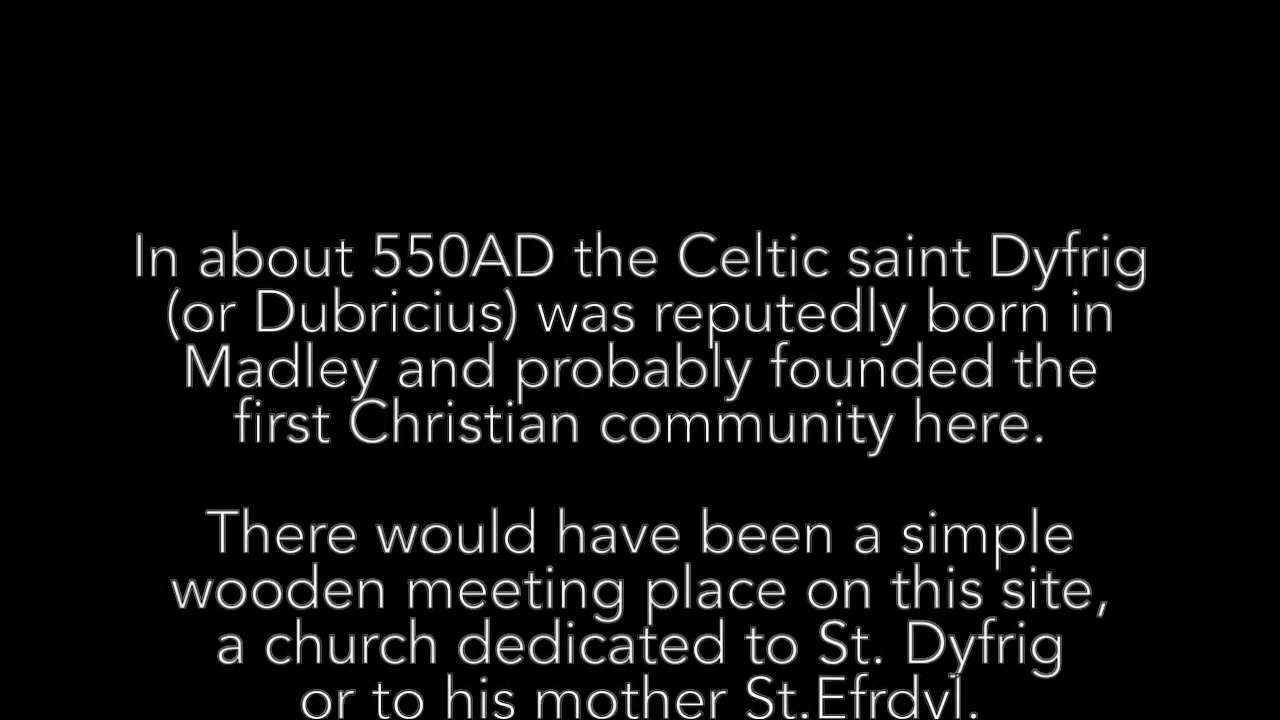 In about 550AD the Celtic saint Dyfrig
(or Dubricius) was reputedly born in
Madley and probably founded the
first Christian community here.
There would have been a simple
wooden meeting place on this site,
a church dedicated to St. Dyfrig
or to his mother St.Efrdyl.